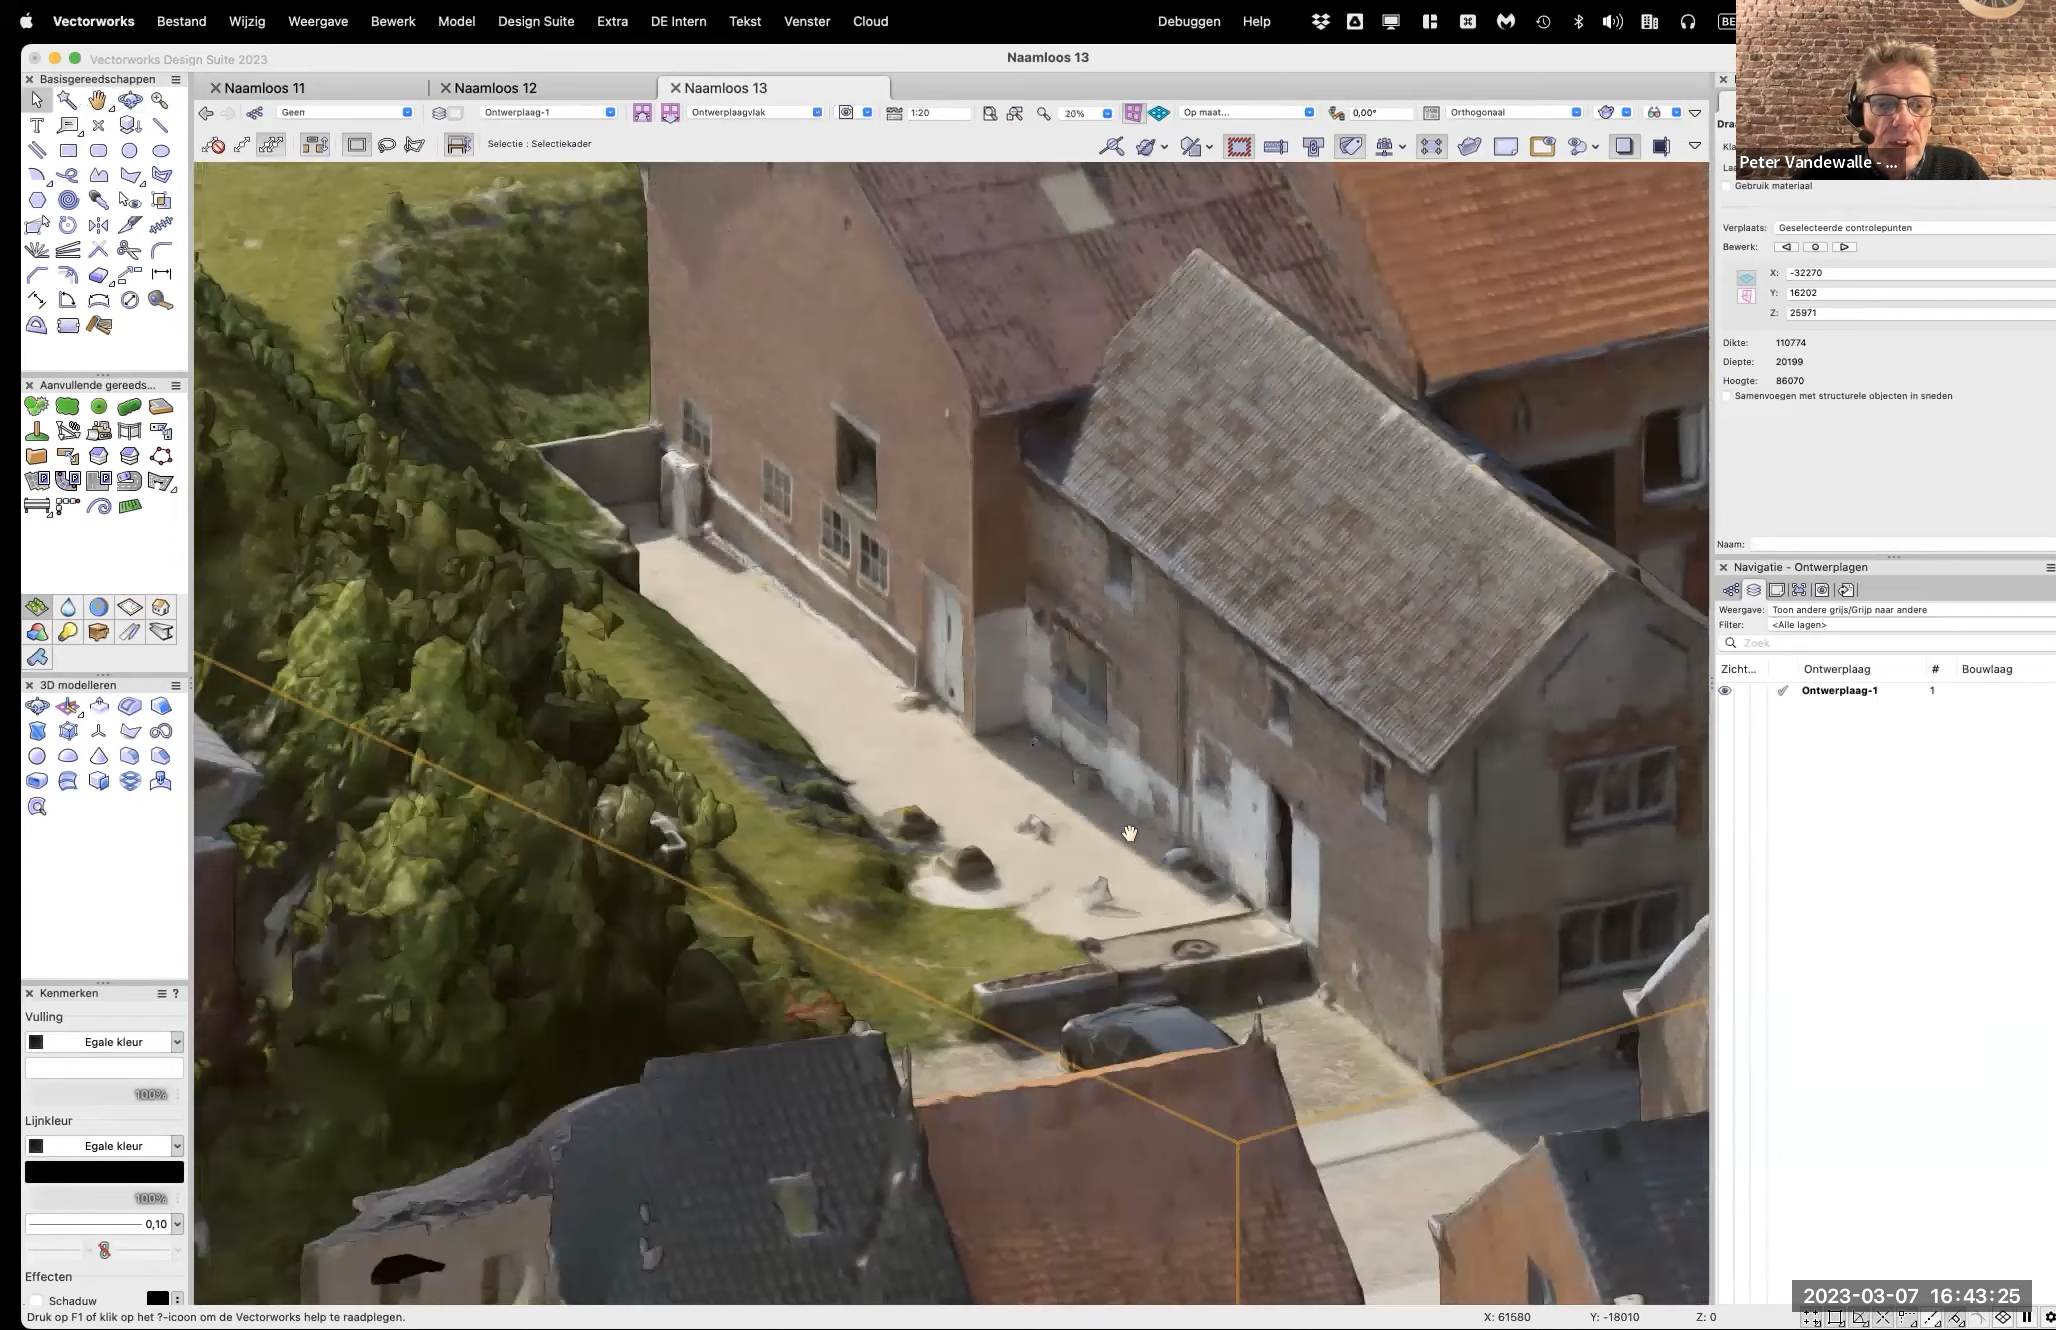 Vectorworks Bestand Wijzig Weergave Bewerk Model Design Suite Extra DE Intern Tekst Venster Cloud Debuggen Help BE
Vectorworks Design Suite 2023
Naamloos 13
Basisgereedschappen
Naamloos 11
Naamloos 12
Naamloos 13
Geen
Ontwerplaag-1
Ontwerplaagvlak
1:20
20%
Op maat...
0,00°
Orthogonaal
Selectie : Selectiekader
Peter Vandewalle - ...
Gebruik materiaal
Verplaats: Geselecteerde controlepunten
Bewerk:
X: -32270
Y: 16202
Z: 25971
Dikte: 110774
Diepte: 20199
Hoogte: 86070
Samenvoegen met structurele objecten in sneden
Naam:
Aanvullende gereeds...
Navigatie - Ontwerplagen
Weergave: Toon andere grijs/Grijp naar andere
Filter: <Alle lagen>
Zoek
Zicht... Ontwerplaag # Bouwlaag
Ontwerplaag-1 1
3D modelleren
Kenmerken ?
Vulling
Egale kleur
100%
Lijnkleur
Egale kleur
100%
0,10
Effecten
Schaduw
2023-03-07 16:43:25
Druk op F1 of klik op het ?-icoon om de Vectorworks help te raadplegen.
X: 61580 Y: -18010 Z: 0